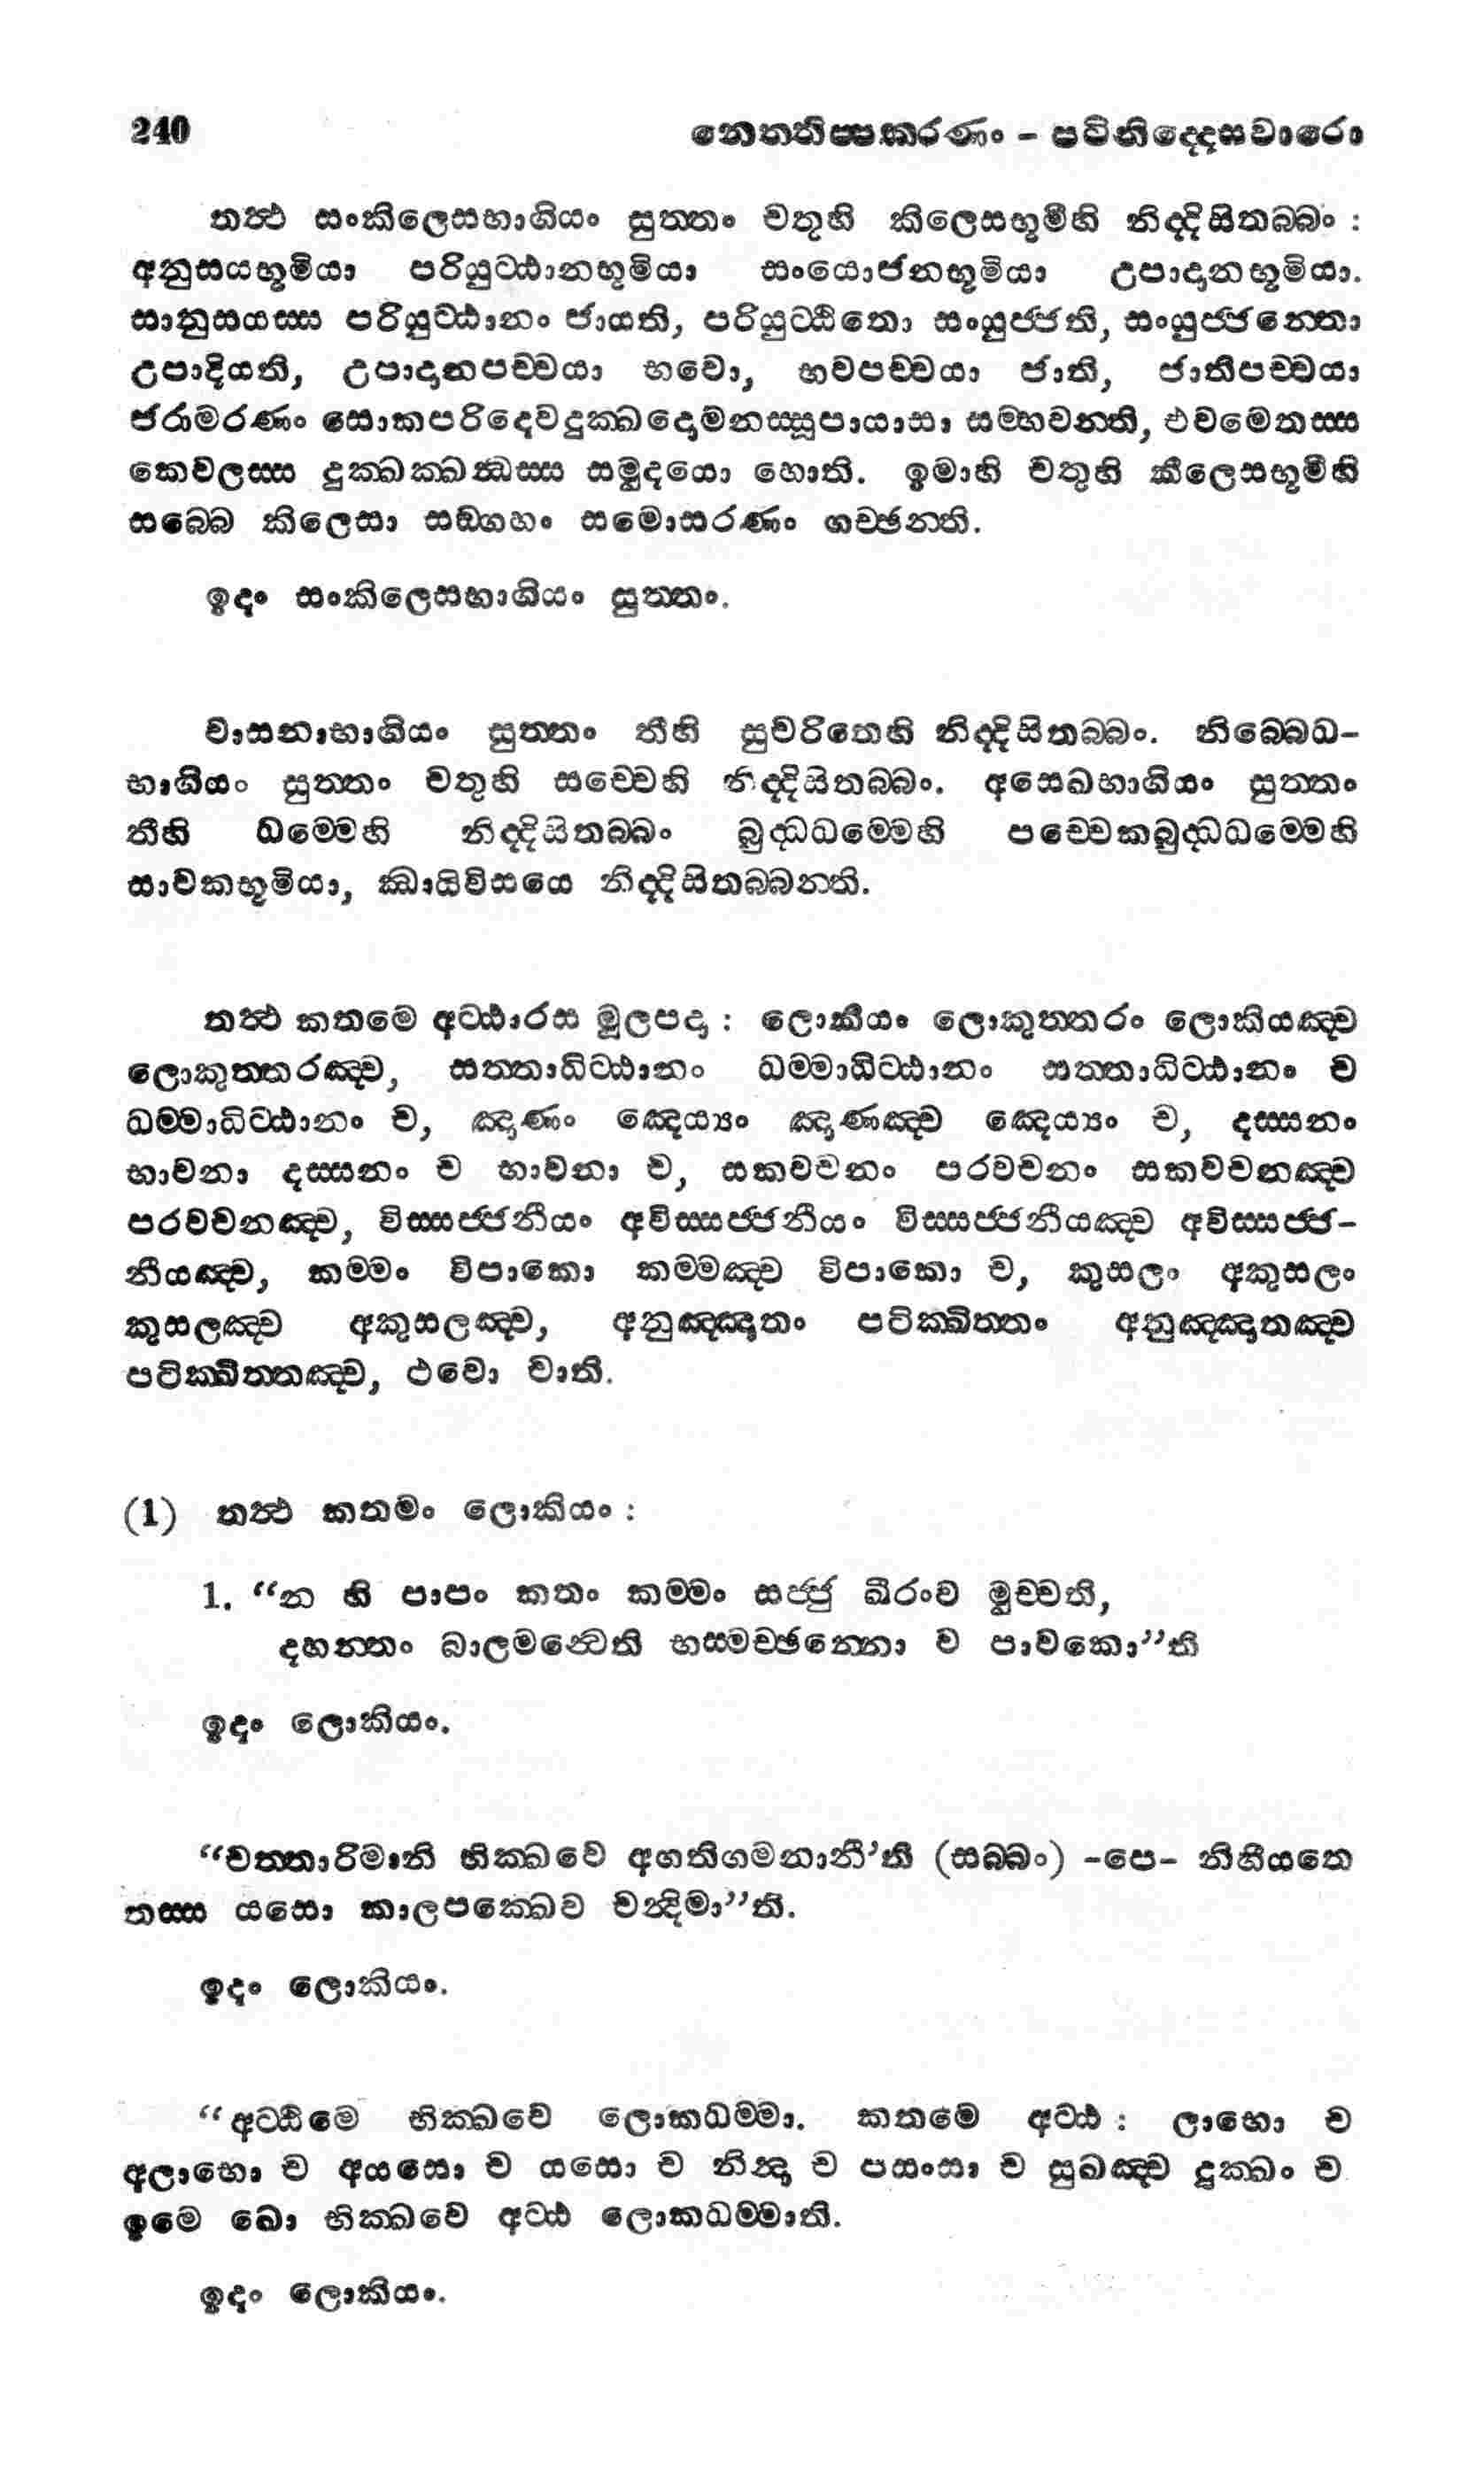 240 නෙත්තිප්පකරණං - පටිනිද්දෙසවාරො
තත්ථ සංකිලෙසභාගියං සුත්තං චතුහි කිලෙසභූමීහි නිද්දිසිතබ්බං :
අනුසයභූමියා පරියුට්ඨානභූමියා සංයොජනභූමියා උපාදානභූමියා.
සානුසයස්ස පරියුට්ඨානං ජායති, පරියුට්ඨිතො සංයුජ්ජති, සංයුජ්ජන්තො
උපාදියති, උපාදානපච්චයා භවො, භවපච්චයා ජාති, ජාතිපච්චයා
ජරාමරණං සොකපරිදෙවදුක්ඛදොමනස්සූපායාසා සම්භවන්ති, එවමෙතස්ස
කෙවලස්ස දුක්ඛක්ඛන්ධස්ස සමුදයො හොති. ඉමාහි චතුහි කිලෙසභූමීහි
සබ්බෙ කිලෙසා සඞ්ගහං සමොසරණං ගච්ඡන්ති.
ඉදං සංකිලෙසභාගියං සුත්තං.
වාසනාභාගියං සුත්තං තීහි සුචරිතෙහි නිද්දිසිතබ්බං. නිබ්බෙධ-
භාගියං සුත්තං චතුහි සච්චෙහි නිද්දිසිතබ්බං. අසෙඛභාගියං සුත්තං
තීහි ධම්මෙහි නිද්දිසිතබ්බං බුද්ධධම්මෙහි පච්චෙකබුද්ධධම්මෙහි
සාවකභූමියා, ඣායිවිසයෙ නිද්දිසිතබ්බන්ති.
තත්ථ කතමෙ අට්ඨාරස මූලපදා : ලොකියං ලොකුත්තරං ලොකියඤ්ච
ලොකුත්තරඤ්ච, සත්තාධිට්ඨානං ධම්මාධිට්ඨානං සත්තාධිට්ඨානං ච
ධම්මාධිට්ඨානං ච, ඤාණං ඤෙය්‍යං ඤාණඤ්ච ඤෙය්‍යං ච, දස්සනං
භාවනා දස්සනං ච භාවනා ච, සකවචනං පරවචනං සකවචනඤ්ච
පරවචනඤ්ච, විස්සජ්ජනීයං අවිස්සජ්ජනීයං විස්සජ්ජනීයඤ්ච අවිස්සජ්ජ-
නීයඤ්ච, කම්මං විපාකො කම්මඤ්ච විපාකො ච, කුසලං අකුසලං
කුසලඤ්ච අකුසලඤ්ච, අනුඤ්ඤාතං පටික්ඛිත්තං අනුඤ්ඤාතඤ්ච
පටික්ඛිත්තඤ්ච, ථවො චාති.
(1) තත්ථ කතමං ලොකියං :
1. “න හි පාපං කතං කම්මං සජ්ජු ඛීරංව මුච්චති,
දහන්තං බාලමන්වෙති භස්මච්ඡන්නො ව පාවකො”ති
ඉදං ලොකියං.
“චත්තාරිමානි භික්ඛවෙ අගතිගමනානී’ති (සබ්බං) -පෙ- නිහීයතෙ
තස්ස යසො කාලපක්ඛෙව චන්දිමා”ති.
ඉදං ලොකියං.
“අට්ඨිමෙ භික්ඛවෙ ලොකධම්මා. කතමෙ අට්ඨ : ලාභො ච
අලාභො ච අයසො ච යසො ච නින්දා ච පසංසා ච සුඛඤ්ච දුක්ඛං ච
ඉමෙ ඛො භික්ඛවෙ අට්ඨ ලොකධම්මාති.
ඉදං ලොකියං.